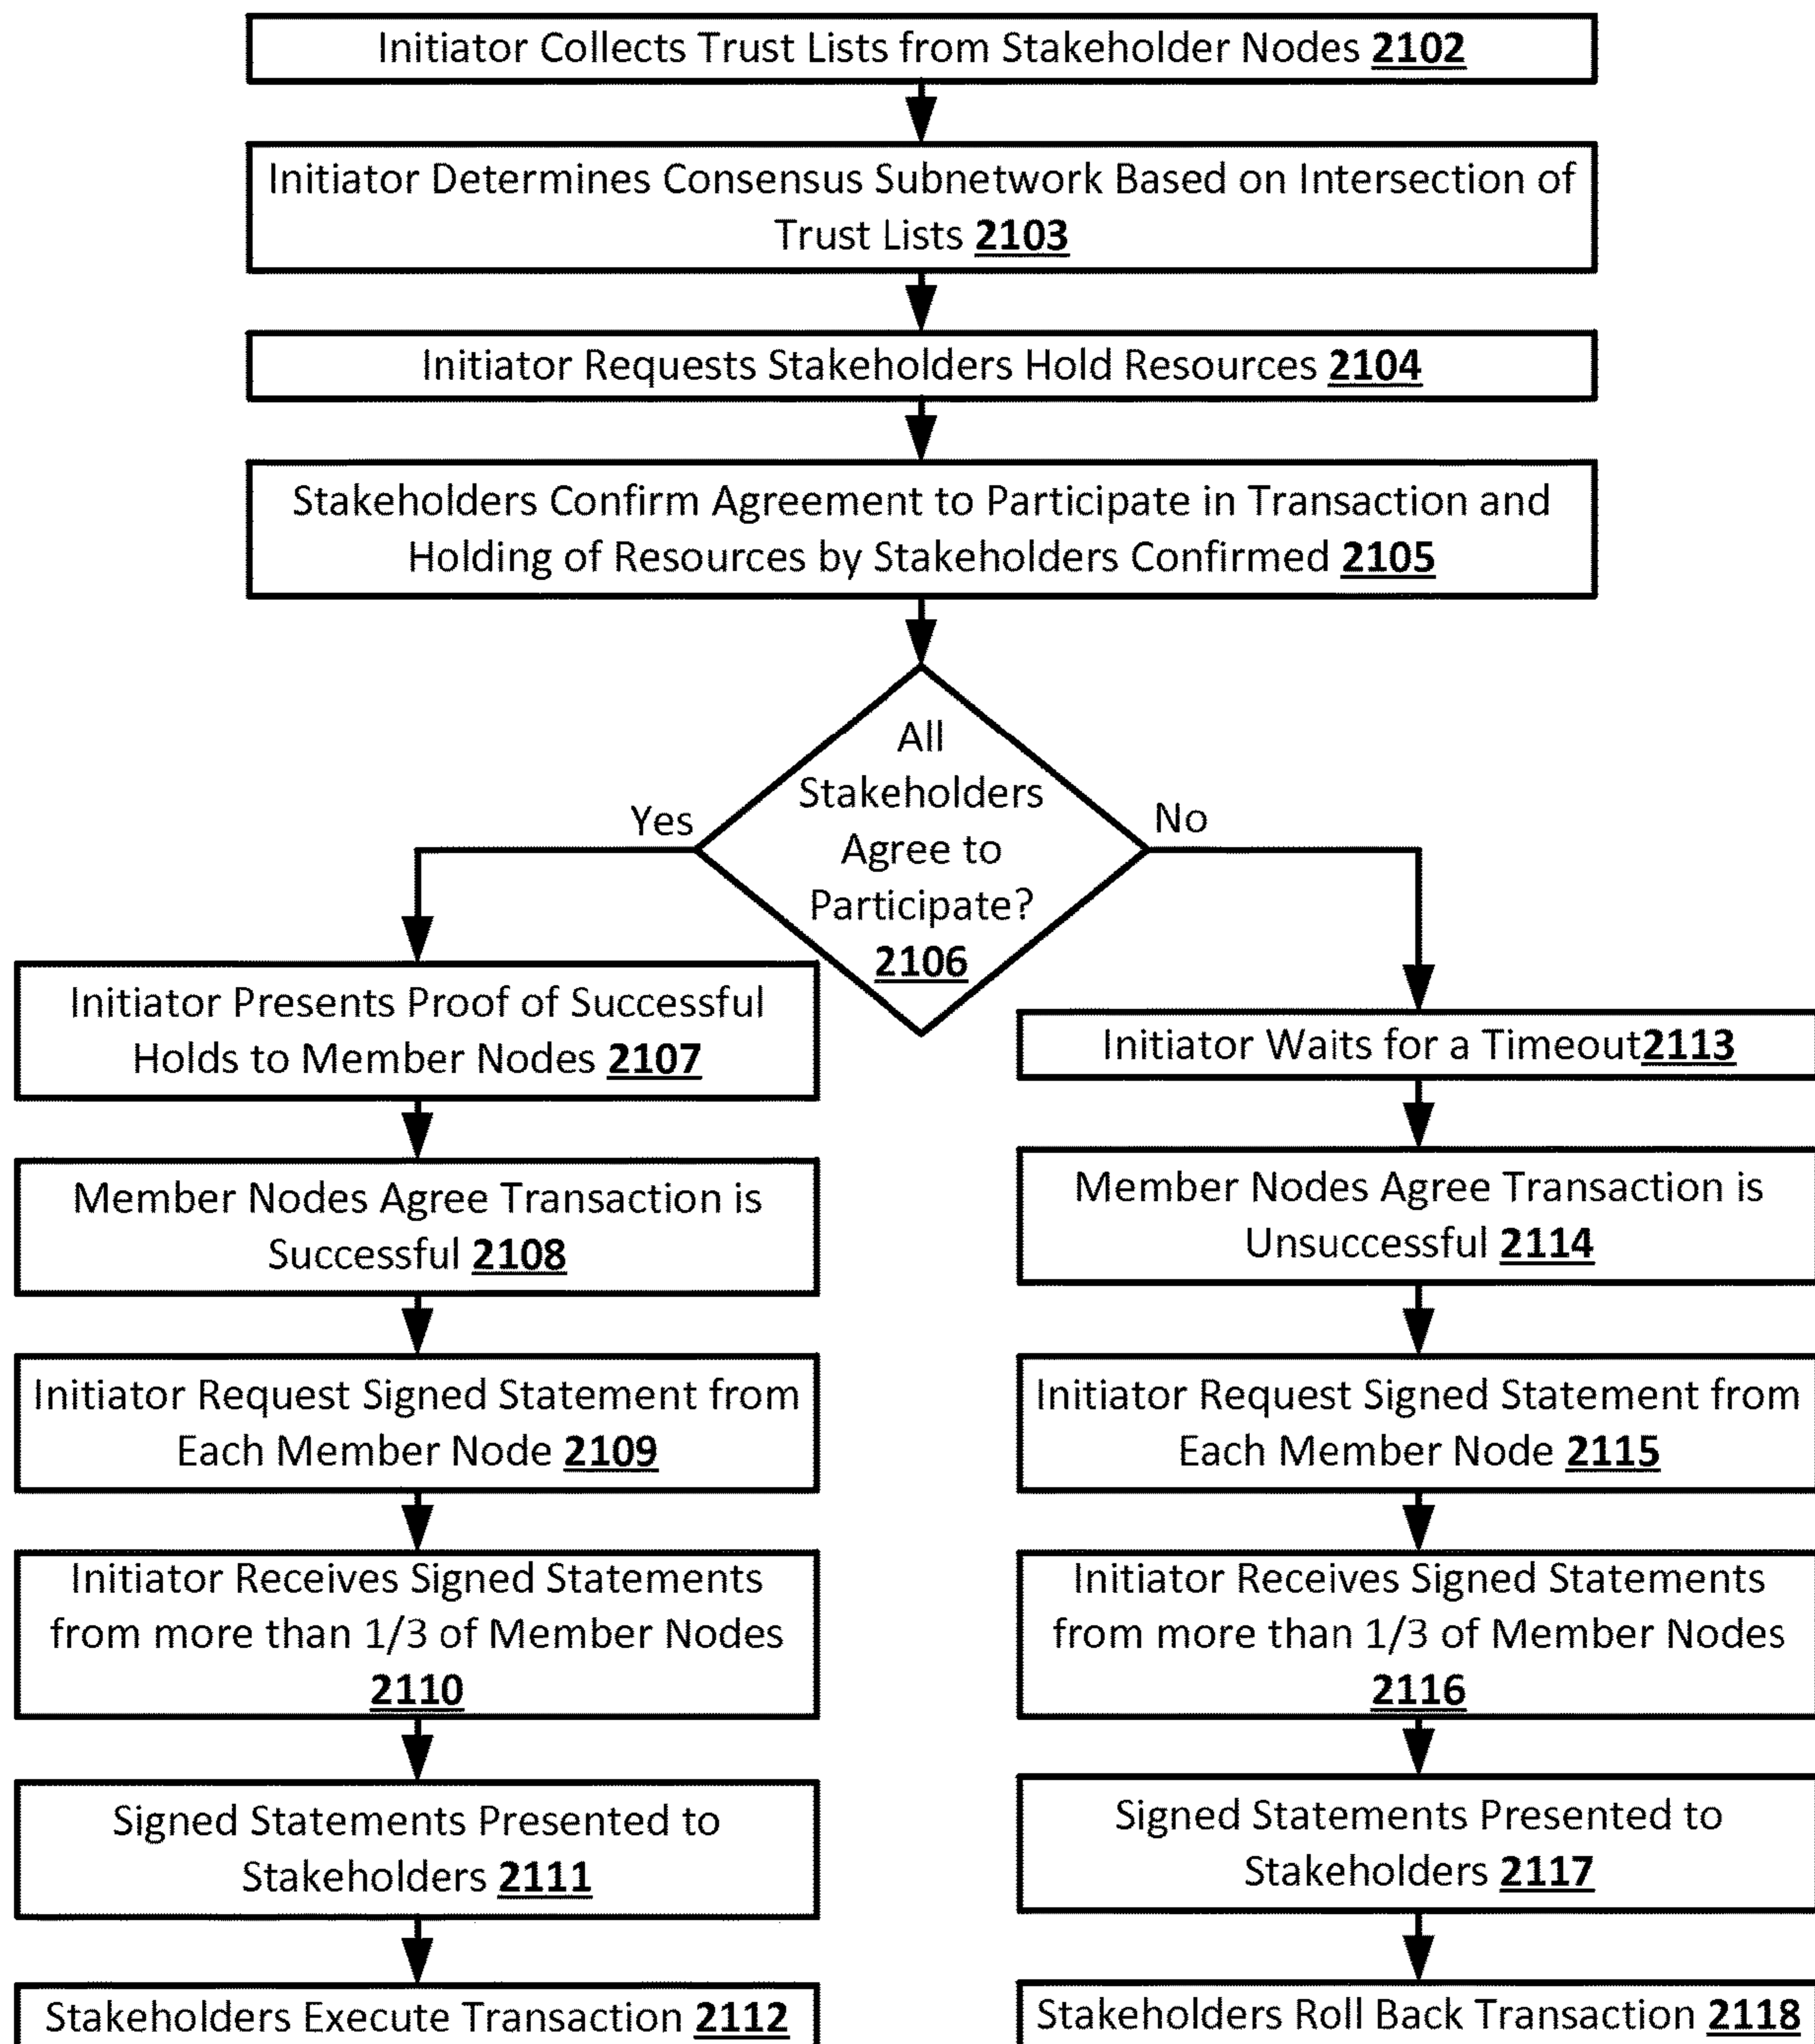 Initiator Collects Trust Lists from Stakeholder Nodes 2102
Initiator Determines Consensus Subnetwork Based on Intersection of
Trust Lists 2103
Initiator Requests Stakeholders Hold Resources 2104
Stakeholders Confirm Agreement to Participate in Transaction and
Holding of Resources by Stakeholders Confirmed 2105
All
Stakeholders
Agree to
Participate?
2106
Yes
No
Initiator Presents Proof of Successful
Holds to Member Nodes 2107
Member Nodes Agree Transaction is
Successful 2108
Initiator Request Signed Statement from
Each Member Node 2109
Initiator Receives Signed Statements
from more than 1/3 of Member Nodes
2110
Signed Statements Presented to
Stakeholders 2111
Stakeholders Execute Transaction 2112
Initiator Waits for a Timeout2113
Member Nodes Agree Transaction is
Unsuccessful 2114
Initiator Request Signed Statement from
Each Member Node 2115
Initiator Receives Signed Statements
from more than 1/3 of Member Nodes
2116
Signed Statements Presented to
Stakeholders 2117
Stakeholders Roll Back Transaction 2118